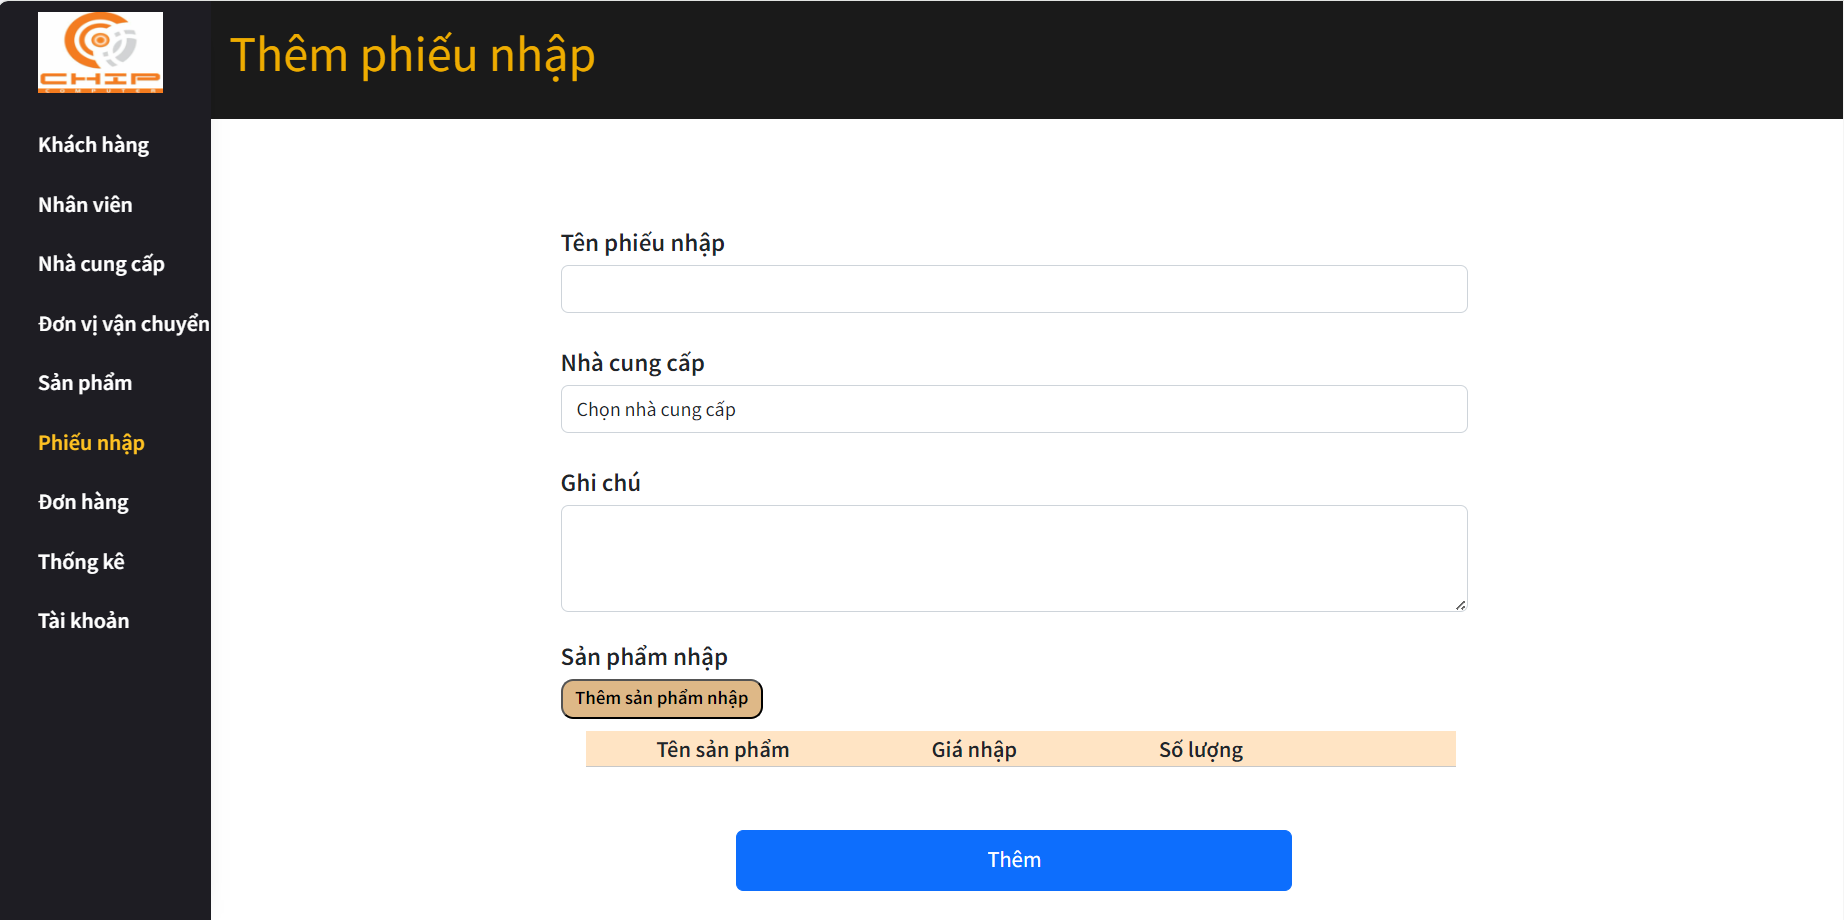 CHIP
COMPUTER
Thêm phiếu nhập
Khách hàng
Nhân viên
Nhà cung cấp
Đơn vị vận chuyển
Sản phẩm
Phiếu nhập
Đơn hàng
Thống kê
Tài khoản
Tên phiếu nhập
Nhà cung cấp
Chọn nhà cung cấp
Ghi chú
Sản phẩm nhập
Thêm sản phẩm nhập
Tên sản phẩm Giá nhập Số lượng
Thêm